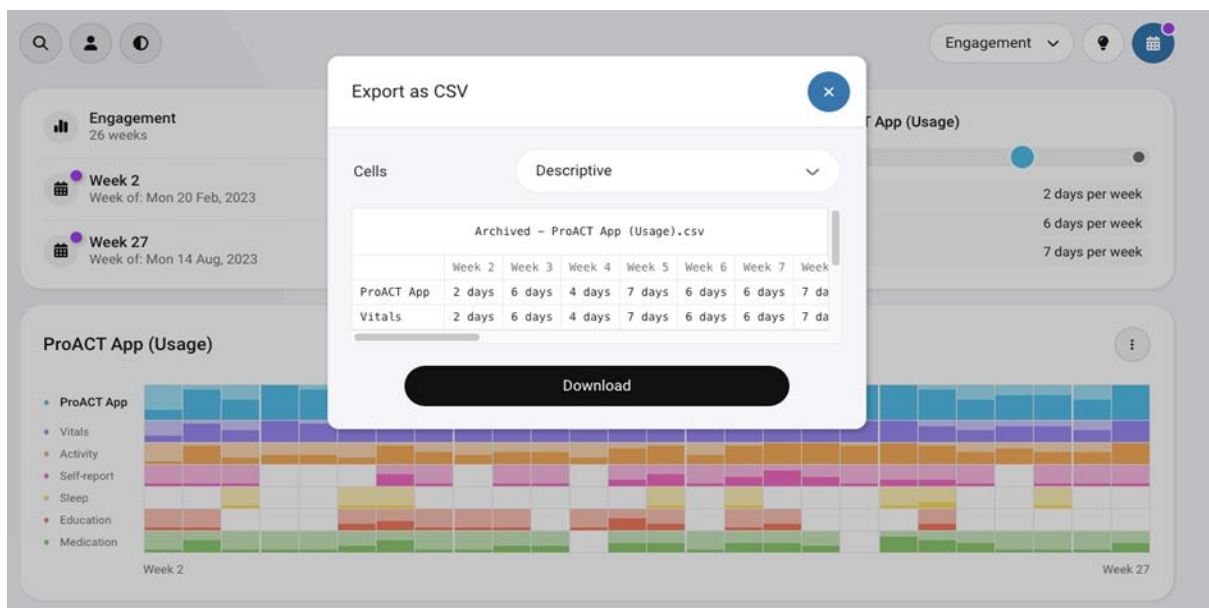 Engagement
Export as CSV
Engagement
26 weeks
App (Usage)
Cells
Descriptive
Week 2
Week of: Mon 20 Feb, 2023
2 days per week
6 days per week
Week 27
Week of: Mon 14 Aug, 2023
7 days per week
Archived – ProACT App (Usage).csv
Week 2 Week 3 Week 4 Week 5 Week 6 Week 7 Week
ProACT App 2 days 6 days 4 days 7 days 6 days 6 days 7 da
Vitals 2 days 6 days 4 days 7 days 6 days 6 days 7 da
Download
ProACT App (Usage)
ProACT App
Vitals
Activity
Self-report
Sleep
Education
Medication
Week 2 Week 27